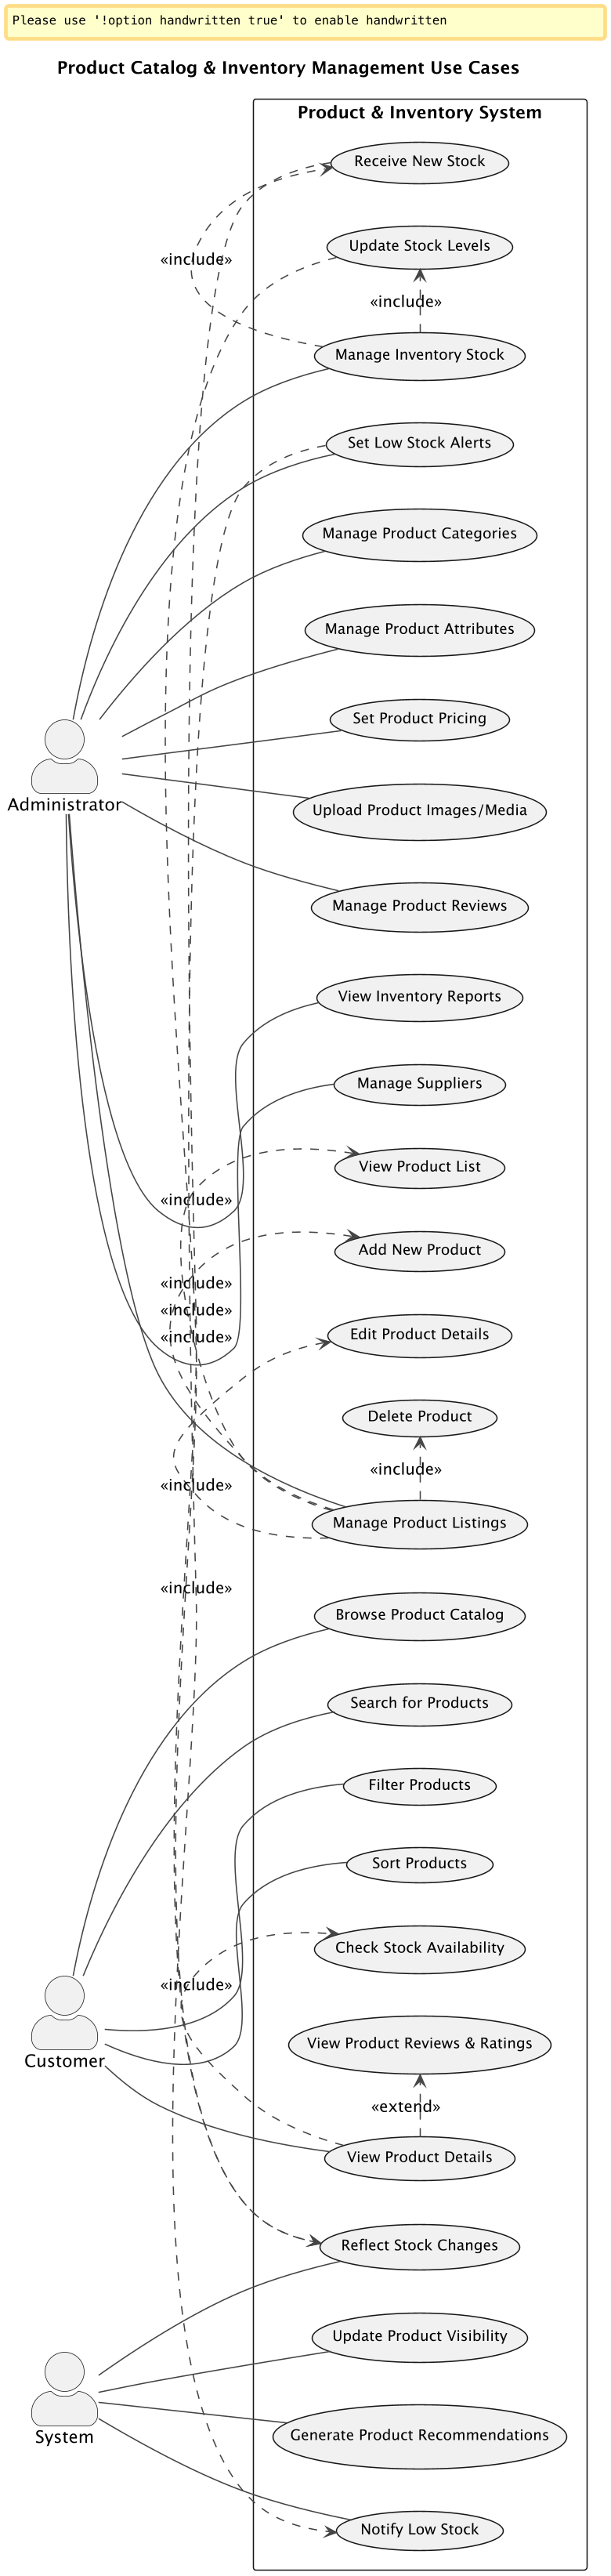 Please use '!option handwritten true' to enable handwritten
Product Catalog & Inventory Management Use Cases
Product & Inventory System
Receive New Stock
Update Stock Levels
«include»
«include»
Manage Inventory Stock
Set Low Stock Alerts
Manage Product Categories
Manage Product Attributes
Set Product Pricing
Administrator
Upload Product Images/Media
Manage Product Reviews
View Inventory Reports
Manage Suppliers
View Product List
«include»
Add New Product
«include»
«include»
Edit Product Details
«include»
Delete Product
«include»
«include»
Manage Product Listings
«include»
Browse Product Catalog
Search for Products
Filter Products
Sort Products
Check Stock Availability
«include»
View Product Reviews & Ratings
Customer
«extend»
View Product Details
Reflect Stock Changes
Update Product Visibility
System
Generate Product Recommendations
Notify Low Stock